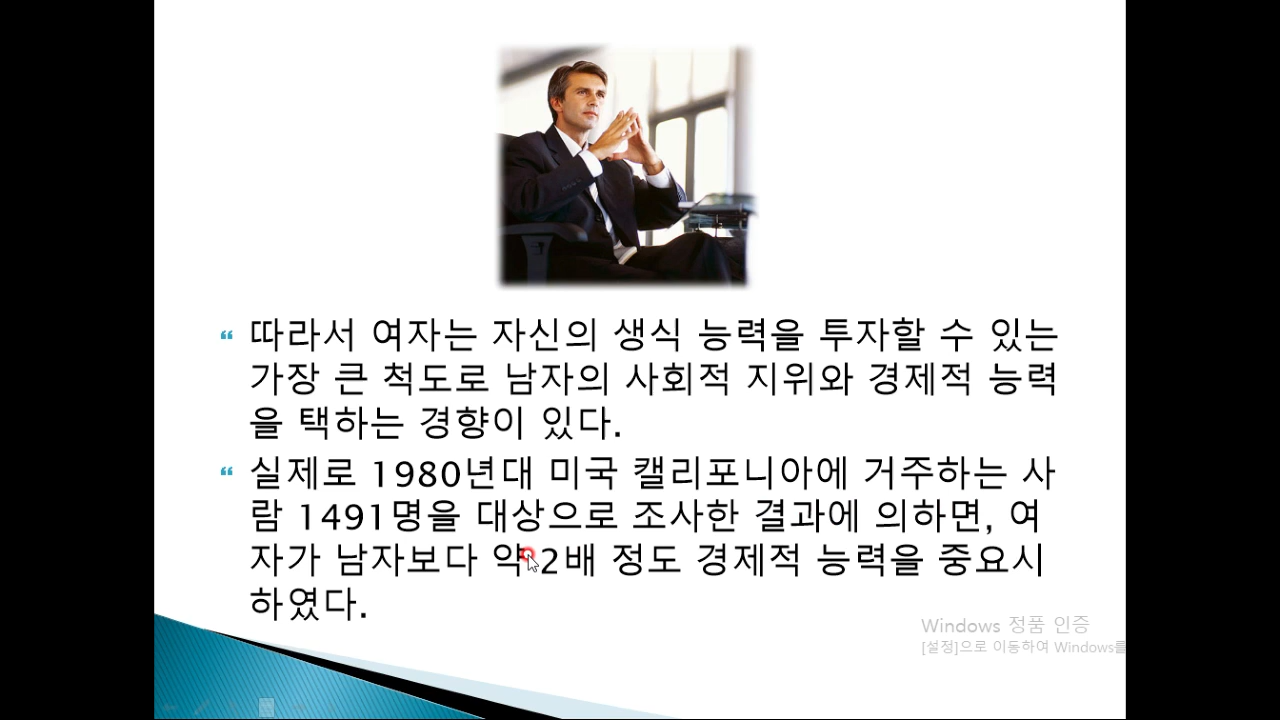 “ 따라서 여자는 자신의 생식 능력을 투자할 수 있는
가장 큰 척도로 남자의 사회적 지위와 경제적 능력
을 택하는 경향이 있다.
“ 실제로 1980년대 미국 캘리포니아에 거주하는 사
람 1491명을 대상으로 조사한 결과에 의하면, 여
자가 남자보다 약 2배 정도 경제적 능력을 중요시
하였다.
Windows 정품 인증
[설정]으로 이동하여 Windows를